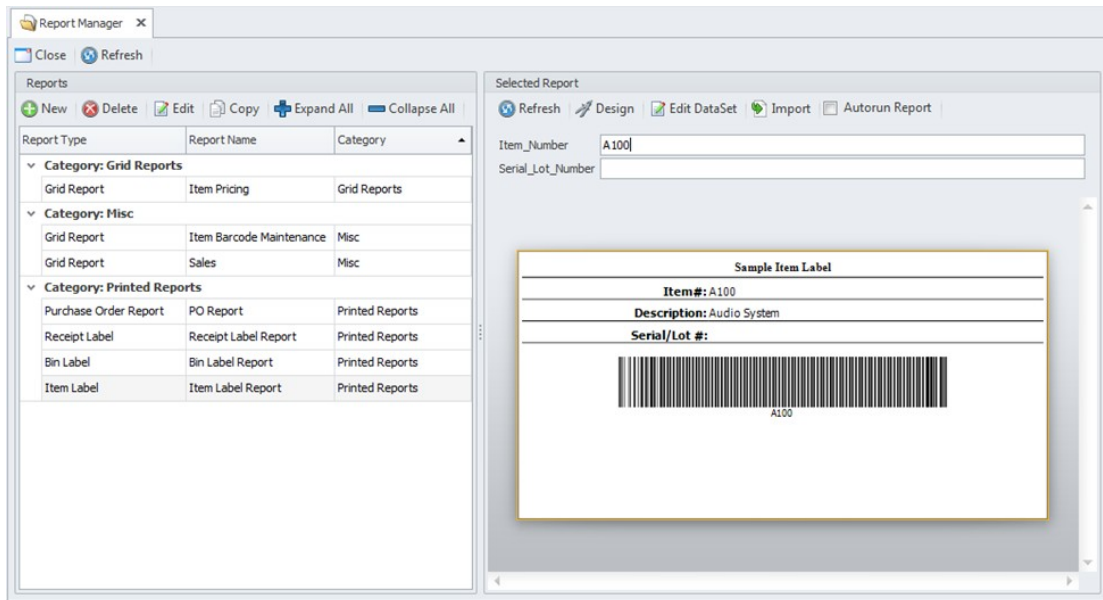 Report Manager
Close Refresh
Reports
New Delete Edit Copy Expand All Collapse All
Report Type Report Name Category
Category: Grid Reports
Grid Report Item Pricing Grid Reports
Category: Misc
Grid Report Item Barcode Maintenance Misc
Grid Report Sales Misc
Category: Printed Reports
Purchase Order Report PO Report Printed Reports
Receipt Label Receipt Label Report Printed Reports
Bin Label Bin Label Report Printed Reports
Item Label Item Label Report Printed Reports
Selected Report
Refresh Design Edit DataSet Import Autorun Report
Item_Number A100
Serial_Lot_Number
Sample Item Label
Item#: A100
Description: Audio System
Serial/Lot #:
A100